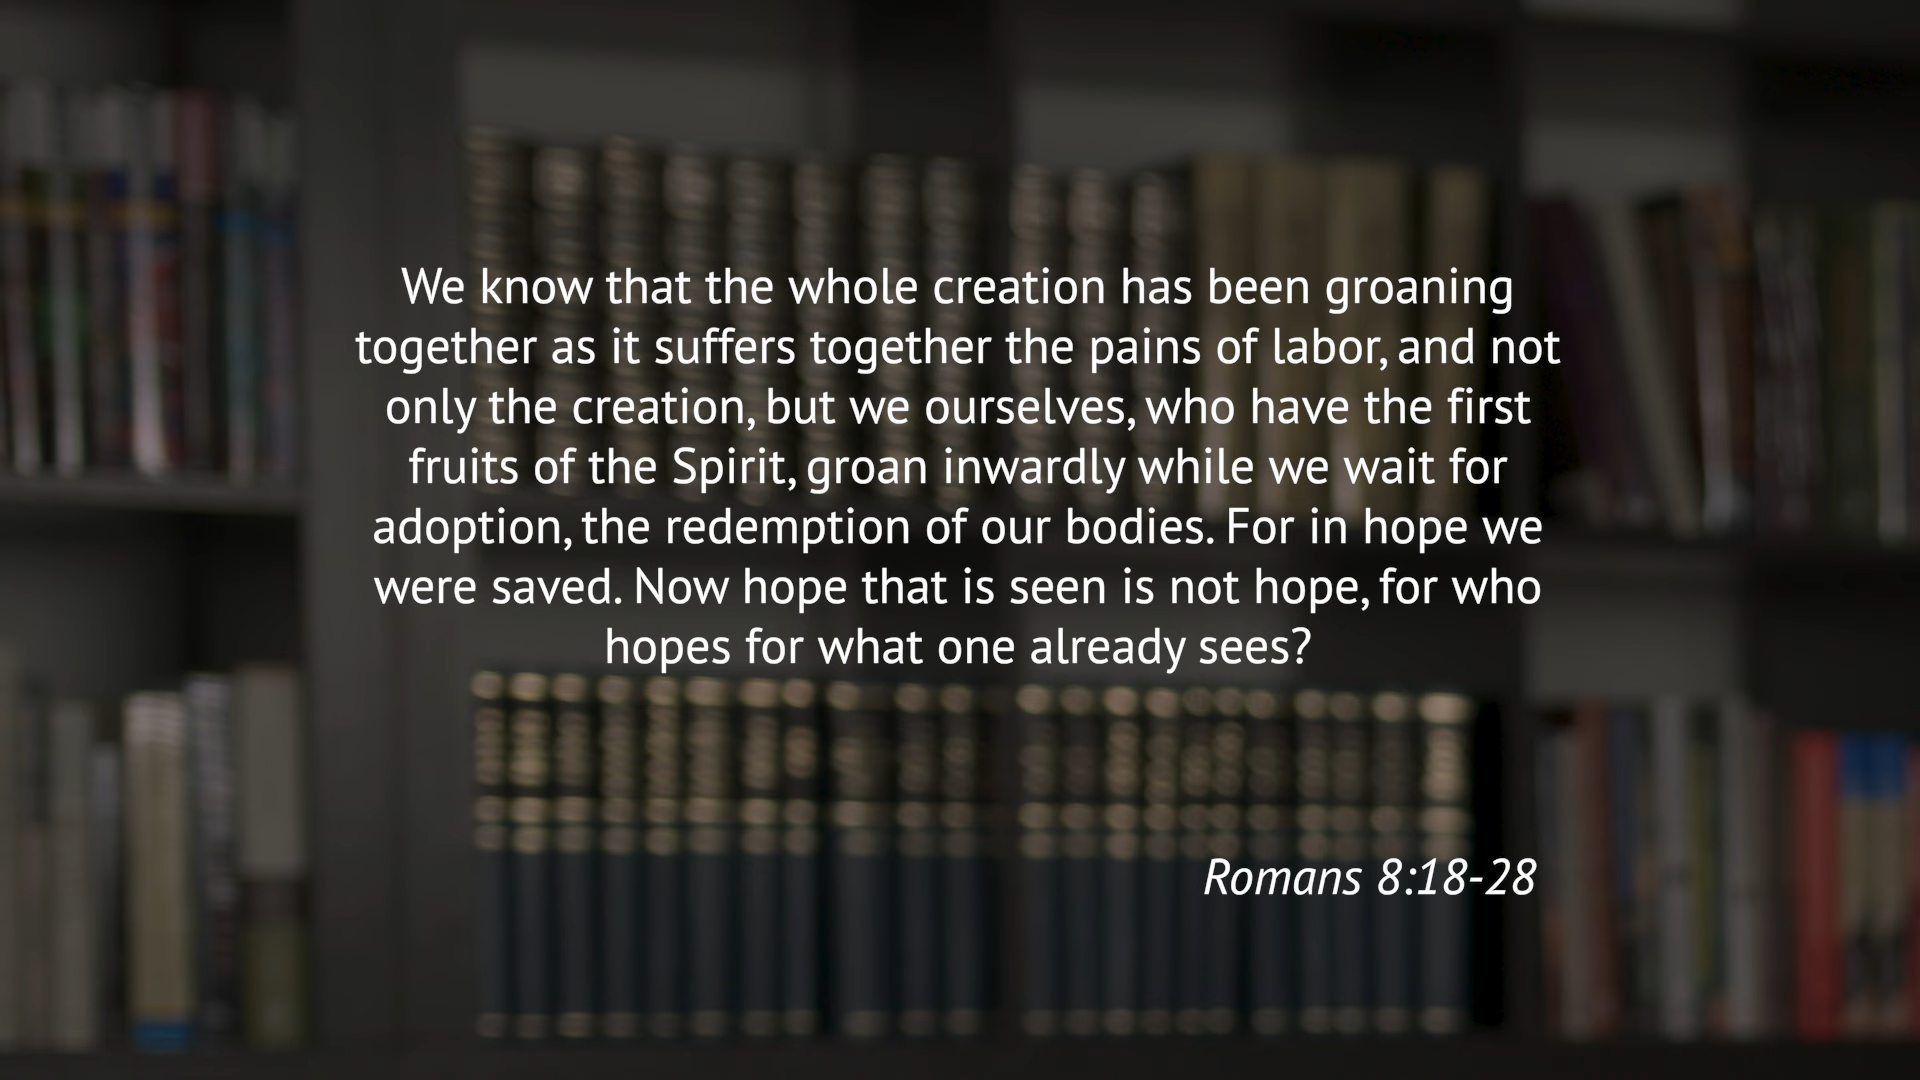 We know that the whole creation has been groaning
together as it suffers together the pains of labor, and not
only the creation, but we ourselves, who have the first
fruits of the Spirit, groan inwardly while we wait for
adoption, the redemption of our bodies. For in hope we
were saved. Now hope that is seen is not hope, for who
hopes for what one already sees?
Romans 8:18-28